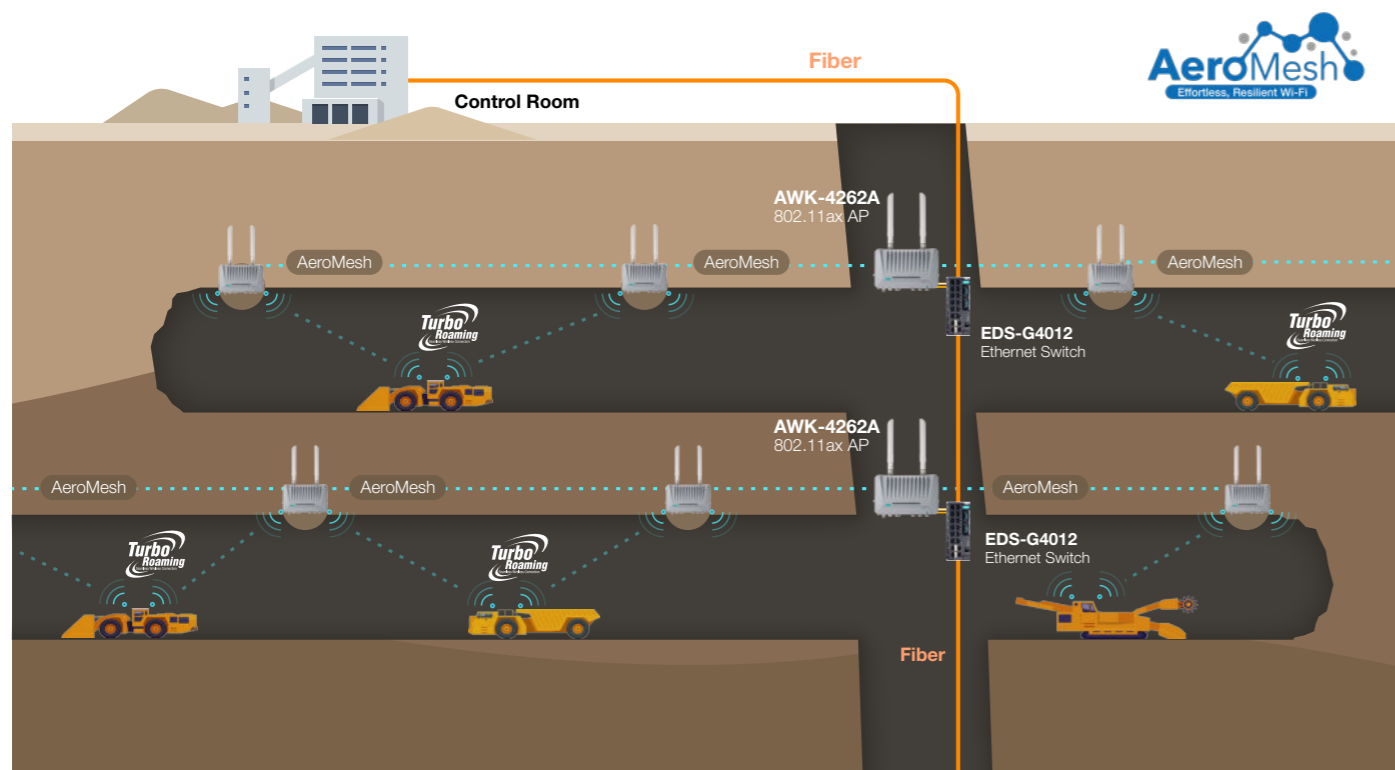 Fiber
AeroMesh
Effortless, Resilient Wi-Fi
Control Room
AWK-4262A
802.11ax AP
AeroMesh
AeroMesh
AeroMesh
Turbo
Roaming
EDS-G4012
Ethernet Switch
Turbo
Roaming
AWK-4262A
802.11ax AP
AeroMesh
AeroMesh
AeroMesh
Turbo
Roaming
Turbo
Roaming
EDS-G4012
Ethernet Switch
Fiber